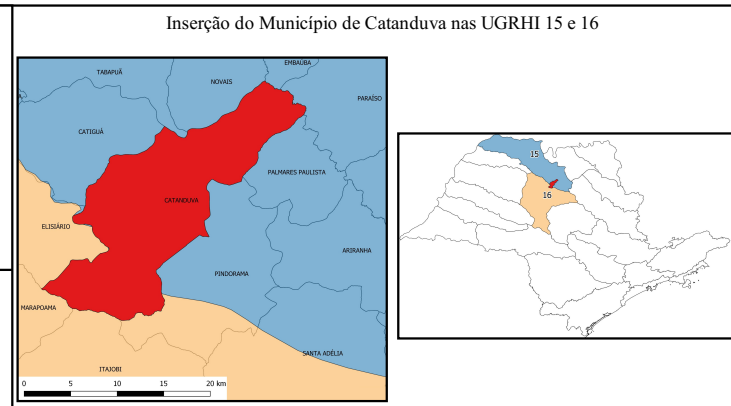 Inserção do Município de Catanduva nas UGRHI 15 e 16
EMBAÚBA
TABAPUÃ
NOVAIS
PARAÍSO
CATIGUÁ
PALMARES PAULISTA
CATANDUVA
ELISIÁRIO
ARIRANHA
PINDORAMA
MARAPOAMA
SANTA ADÉLIA
ITAJOBI
0 5 10 15 20 km
15
16